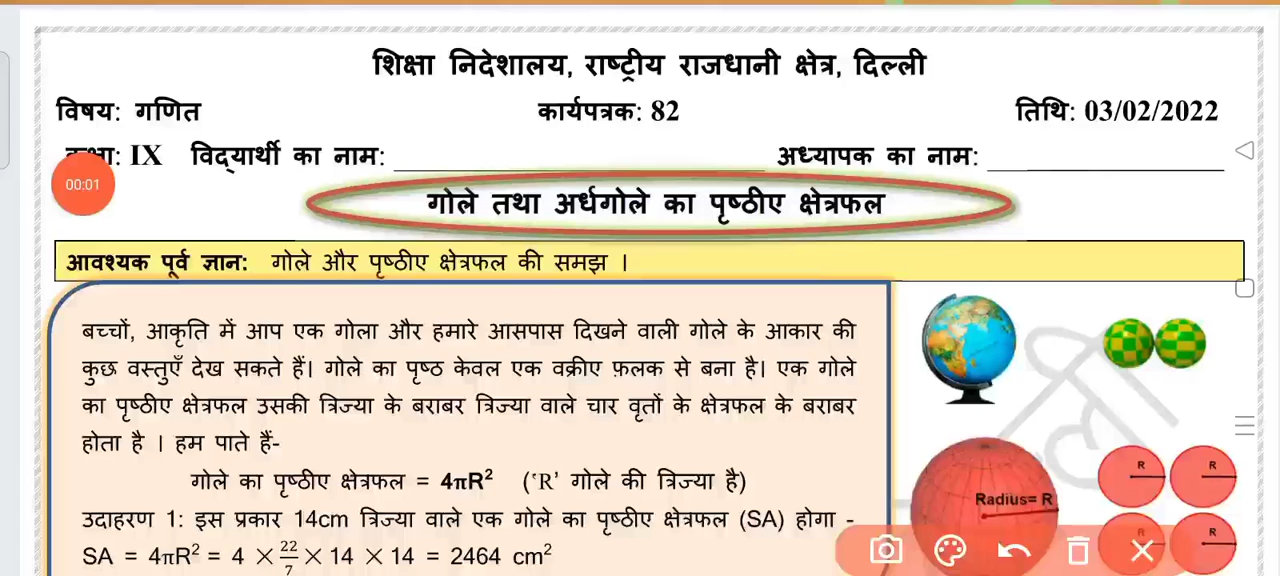 शिक्षा निदेशालय, राष्ट्रीय राजधानी क्षेत्र, दिल्ली
विषय: गणित कार्यपत्रक: 82 तिथि: 03/02/2022
: IX विद्यार्थी का नाम: अध्यापक का नाम:
00:01
गोले तथा अर्धगोले का पृष्ठीए क्षेत्रफल
आवश्यक पूर्व ज्ञान: गोले और पृष्ठीए क्षेत्रफल की समझ ।
बच्चों, आकृति में आप एक गोला और हमारे आसपास दिखने वाली गोले के आकार की
कुछ वस्तुएँ देख सकते हैं। गोले का पृष्ठ केवल एक वक्रीए फ़लक से बना है। एक गोले
का पृष्ठीए क्षेत्रफल उसकी त्रिज्या के बराबर त्रिज्या वाले चार वृतों के क्षेत्रफल के बराबर
होता है । हम पाते हैं-
गोले का पृष्ठीए क्षेत्रफल = 4πR² (‘R’ गोले की त्रिज्या है)
उदाहरण 1: इस प्रकार 14cm त्रिज्या वाले एक गोले का पृष्ठीए क्षेत्रफल (SA) होगा -
SA = 4πR² = 4 × 22/7 × 14 × 14 = 2464 cm²
Radius= R
R R
R R